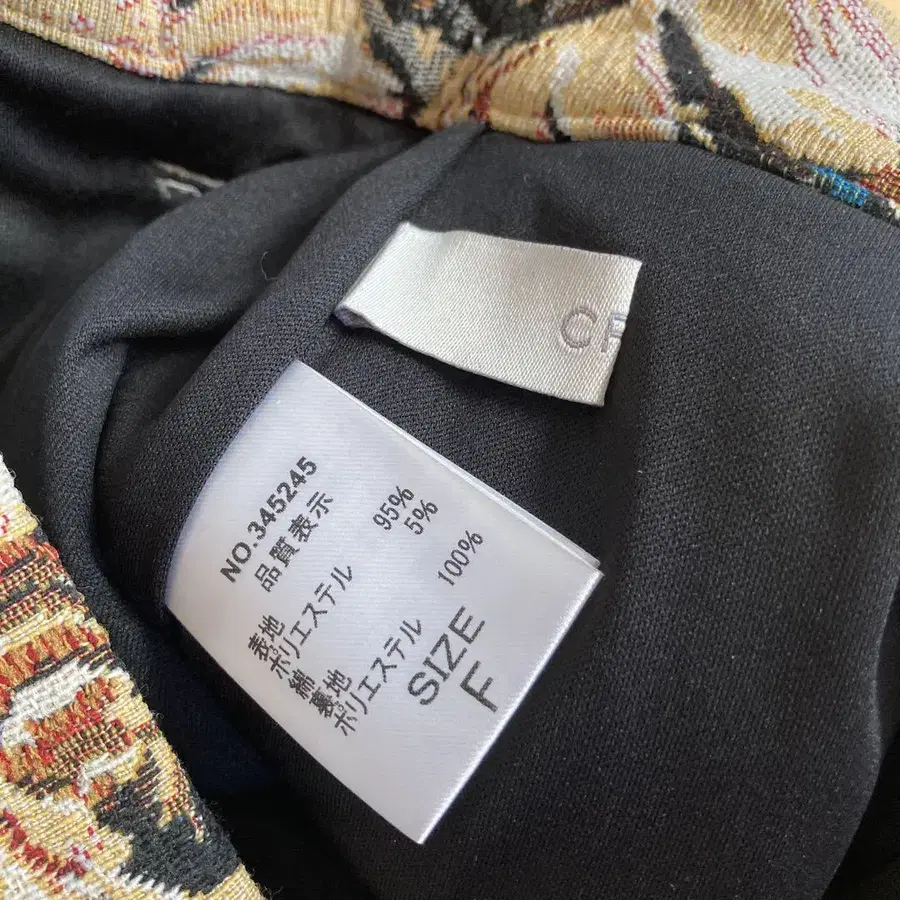 C
NO.345245
品質表示
表地
ポリエステル 95%
綿 5%
裏地
ポリエステル 100%
SIZE
F